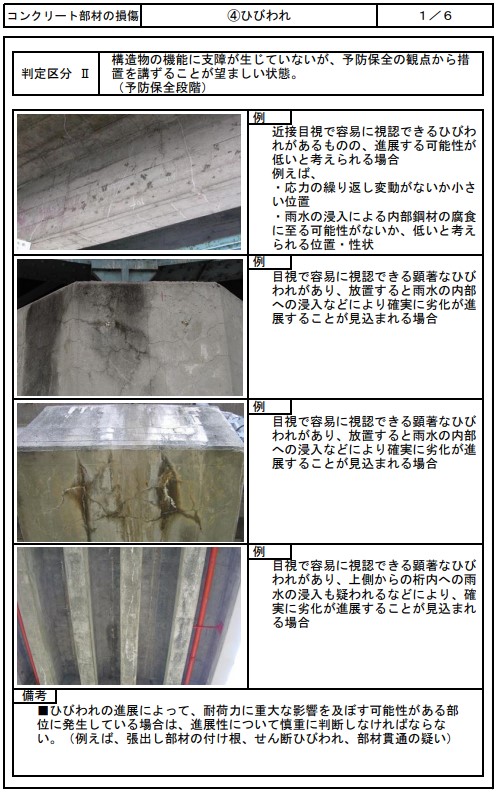 コンクリート部材の損傷
④ひびわれ
１／６
判定区分 Ⅱ
構造物の機能に支障が生じていないが、予防保全の観点から措
置を講ずることが望ましい状態。
（予防保全段階）
例
近接目視で容易に視認できるひびわ
れがあるものの、進展する可能性が
低いと考えられる場合
例えば、
・応力の繰り返し変動がないか小さ
い位置
・雨水の浸入による内部鋼材の腐食
に至る可能性がないか、低いと考え
られる位置・性状
例
目視で容易に視認できる顕著なひび
われがあり、放置すると雨水の内部
への浸入などにより確実に劣化が進
展することが見込まれる場合
例
目視で容易に視認できる顕著なひび
われがあり、放置すると雨水の内部
への浸入などにより確実に劣化が進
展することが見込まれる場合
例
目視で容易に視認できる顕著なひび
われがあり、上側からの桁内への雨
水の浸入も疑われるなどにより、確
実に劣化が進展することが見込まれ
る場合
備考
■ひびわれの進展によって、耐荷力に重大な影響を及ぼす可能性がある部
位に発生している場合は、進展性について慎重に判断しなければならな
い。（例えば、張出し部材の付け根、せん断ひびわれ、部材貫通の疑い）